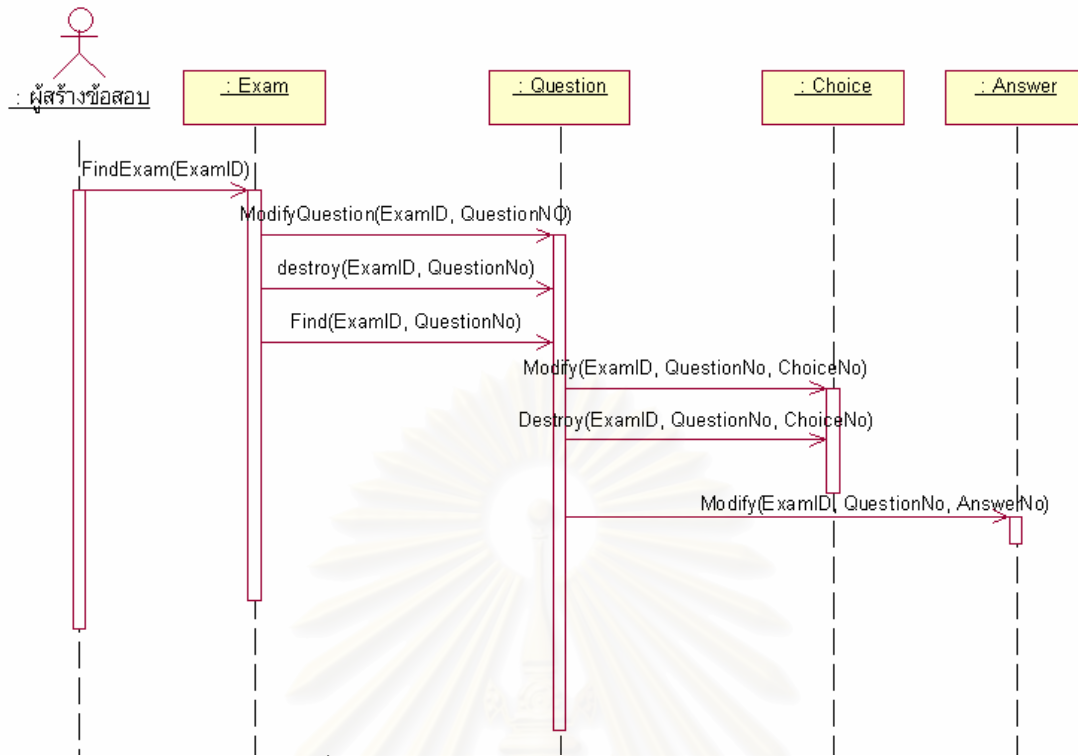 : ผู้สร้างข้อสอบ
: Exam
: Question
: Choice
: Answer
FindExam(ExamID)
ModifyQuestion(ExamID, QuestionNO)
destroy(ExamID, QuestionNo)
Find(ExamID, QuestionNo)
Modify(ExamID, QuestionNo, ChoiceNo)
Destroy(ExamID, QuestionNo, ChoiceNo)
Modify(ExamID, QuestionNo, AnswerNo)